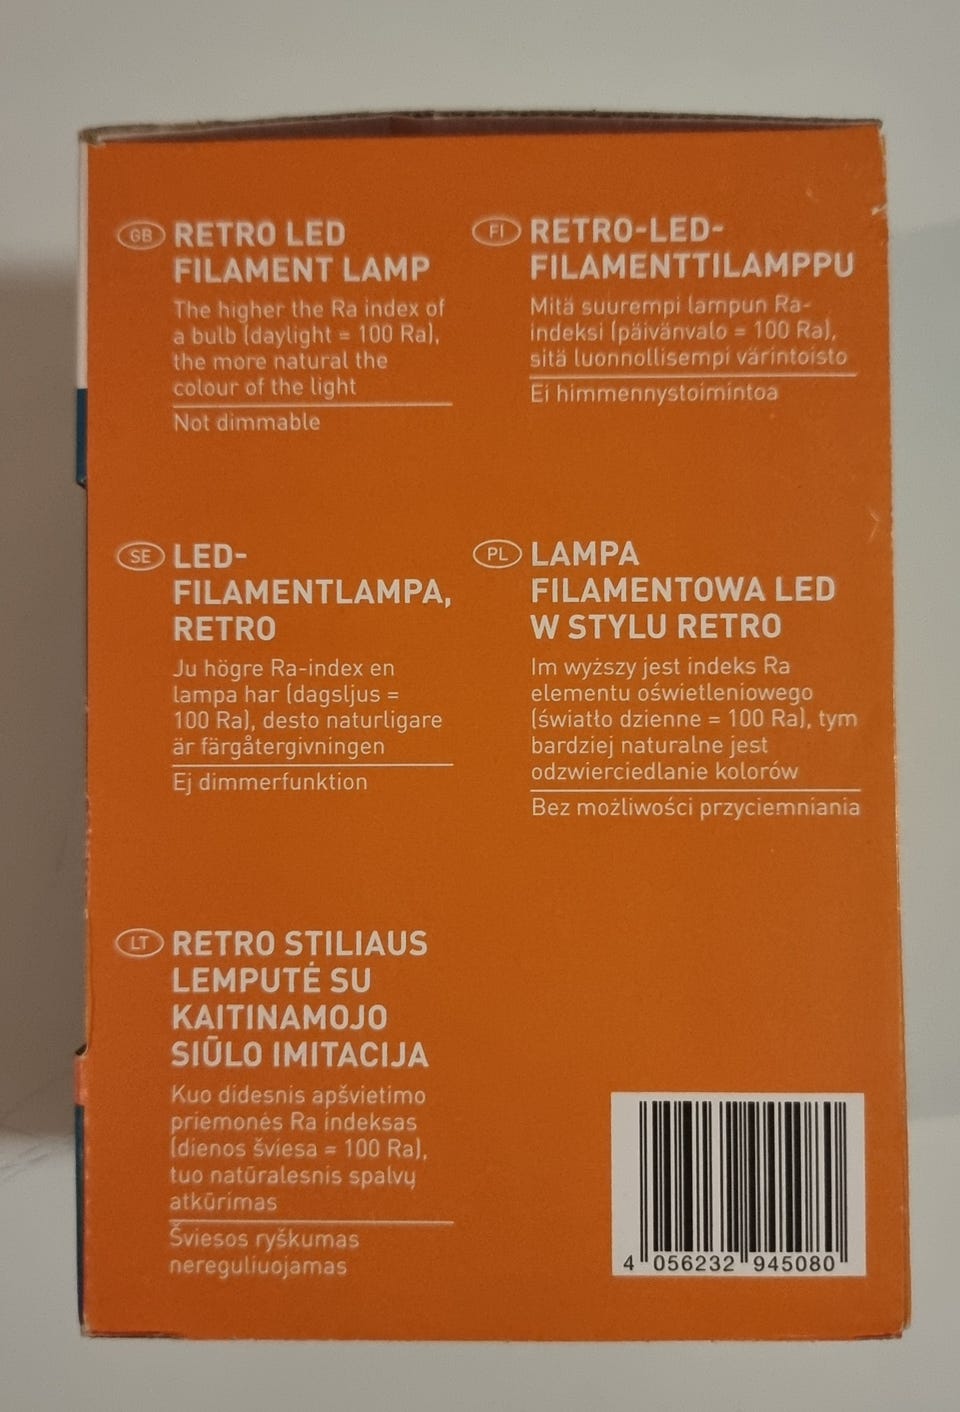 GB RETRO LED
FILAMENT LAMP
The higher the Ra index of
a bulb (daylight = 100 Ra),
the more natural the
colour of the light
Not dimmable
FI RETRO-LED-
FILAMENTTILAMPPU
Mitä suurempi lampun Ra-
indeksi (päivänvalo = 100 Ra),
sitä luonnollisempi värintoisto
Ei himmennystoimintoa
SE LED-
FILAMENTLAMPA,
RETRO
Ju högre Ra-index en
lampa har (dagsljus =
100 Ra), desto naturligare
är färgåtergivningen
Ej dimmerfunktion
PL LAMPA
FILAMENTOWA LED
W STYLU RETRO
Im wyższy jest indeks Ra
elementu oświetleniowego
(światło dzienne = 100 Ra), tym
bardziej naturalne jest
odzwierciedlanie kolorów
Bez możliwości przyciemniania
LT RETRO STILIAUS
LEMPUTĖ SU
KAITINAMOJO
SIŪLO IMITACIJA
Kuo didesnis apšvietimo
priemonės Ra indeksas
(dienos šviesa = 100 Ra),
tuo natūralesnis spalvų
atkūrimas
Šviesos ryškumas
nereguliuojamas
4 056232 945080